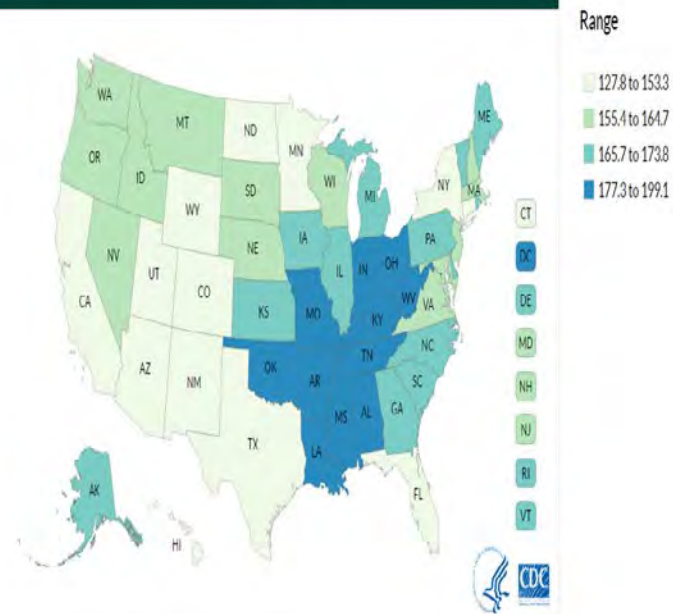 Range
127.8 to 153.3
155.4 to 164.7
165.7 to 173.8
177.3 to 199.1
WA
MT
ND
MN
ME
OR
ID
SD
WI
MI
NY
MA
WY
NE
IA
PA
NV
UT
CO
KS
IL
IN
OH
WV
VA
CA
MO
KY
NC
AZ
NM
OK
AR
TN
SC
MS
AL
GA
TX
LA
FL
AK
HI
CT
DC
DE
MD
NH
NJ
RI
VT
CDC